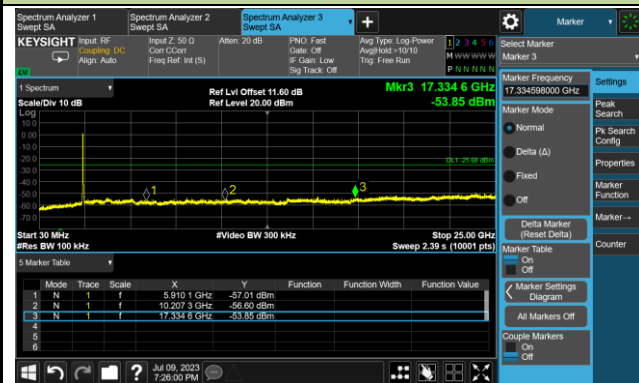 Spectrum Analyzer 1
Swept SA
Spectrum Analyzer 2
Swept SA
Spectrum Analyzer 3
Swept SA
Marker
KEYSIGHT
Input: RF
Coupling: DC
Align: Auto
Input Z: 50 Ω
Corr CCorr
Freq Ref: Int (S)
Atten: 20 dB
PNO: Fast
Gate: Off
IF Gain: Low
Sig Track: Off
Avg Type: Log-Power
Avg|Hold:>10/10
Trig: Free Run
1 2 3 4 5 6
M W W W W W
P N N N N N
LXI
Select Marker
Marker 3
1 Spectrum
Scale/Div 10 dB
Ref Lvl Offset 11.60 dB
Ref Level 20.00 dBm
Mkr3 17.334 6 GHz
-53.85 dBm
Log
10.0
0.00
-10.0
-20.0
-30.0
-40.0
-50.0
-60.0
-70.0
1
2
3
Start 30 MHz
#Res BW 100 kHz
#Video BW 300 kHz
Stop 25.00 GHz
Sweep 2.39 s (10001 pts)
5 Marker Table
Mode Trace Scale X Y Function Function Width Function Value
1 N 1 f 5.910 1 GHz -57.01 dBm
2 N 1 f 10.207 3 GHz -56.60 dBm
3 N 1 f 17.334 6 GHz -53.85 dBm
4
5
6
Marker Frequency
17.334598000 GHz
Marker Mode
Normal
Delta (Δ)
Fixed
Off
Delta Marker
(Reset Delta)
Marker Table
On
Off
Marker Settings
Diagram
All Markers Off
Couple Markers
On
Off
Settings
Peak
Search
Pk Search
Config
Properties
Marker
Function
Marker→
Counter
Jul 09, 2023
7:26:00 PM